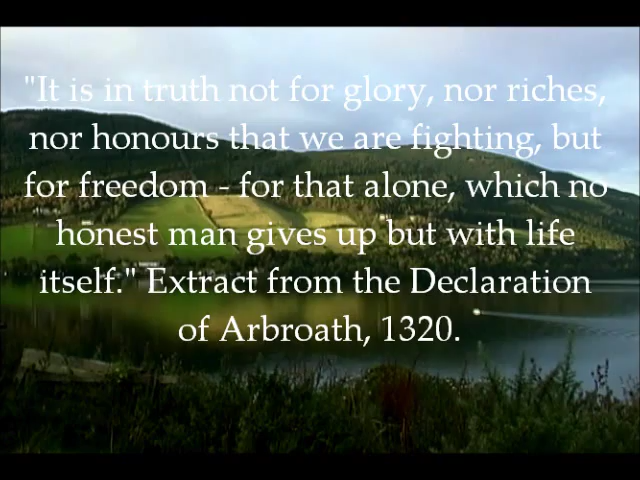 "It is in truth not for glory, nor riches,
nor honours that we are fighting, but
for freedom - for that alone, which no
honest man gives up but with life
itself." Extract from the Declaration
of Arbroath, 1320.